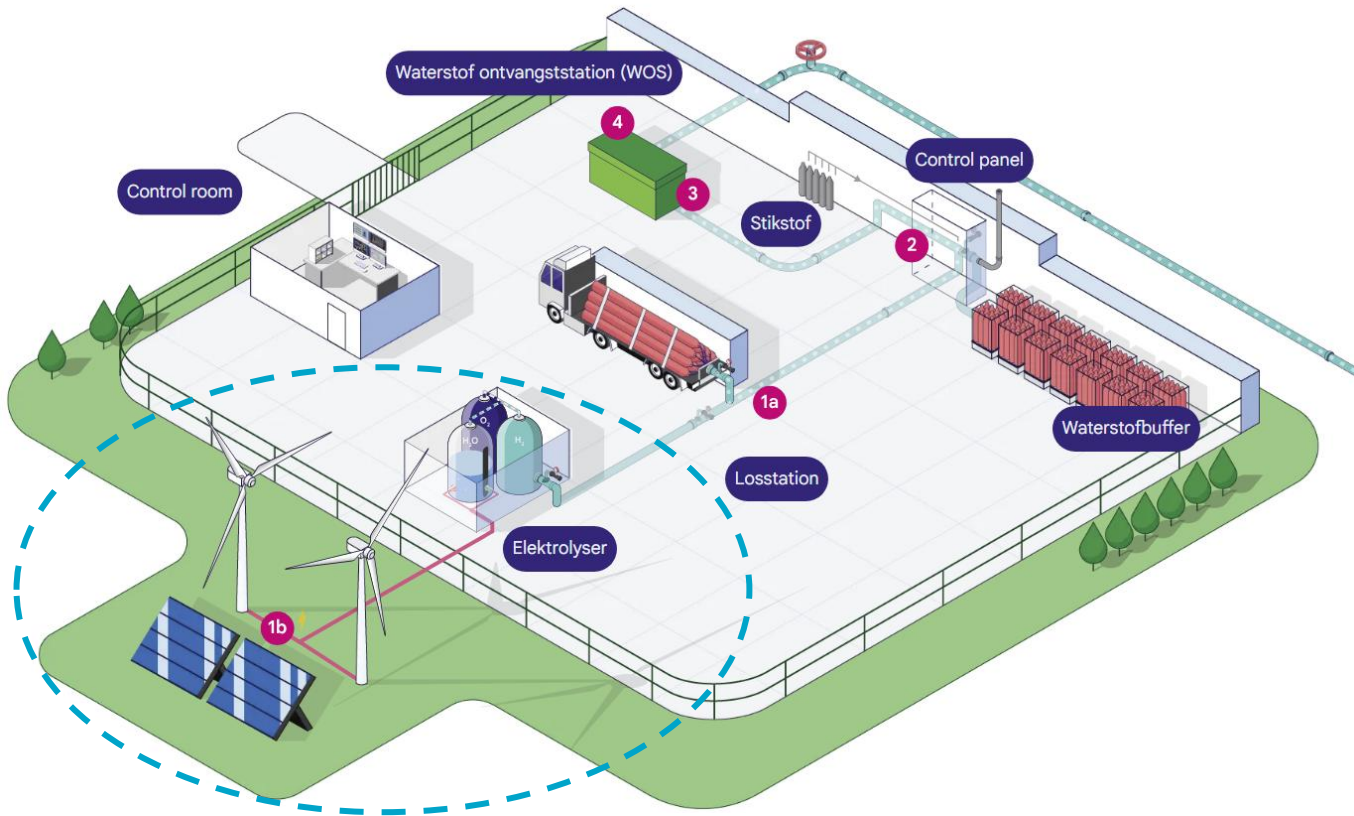 Waterstof ontvangststation (WOS)
4
Control panel
Control room
3
Stikstof
2
1a
O₂
H₂O
H₂
Waterstofbuffer
Losstation
Elektrolyser
1b